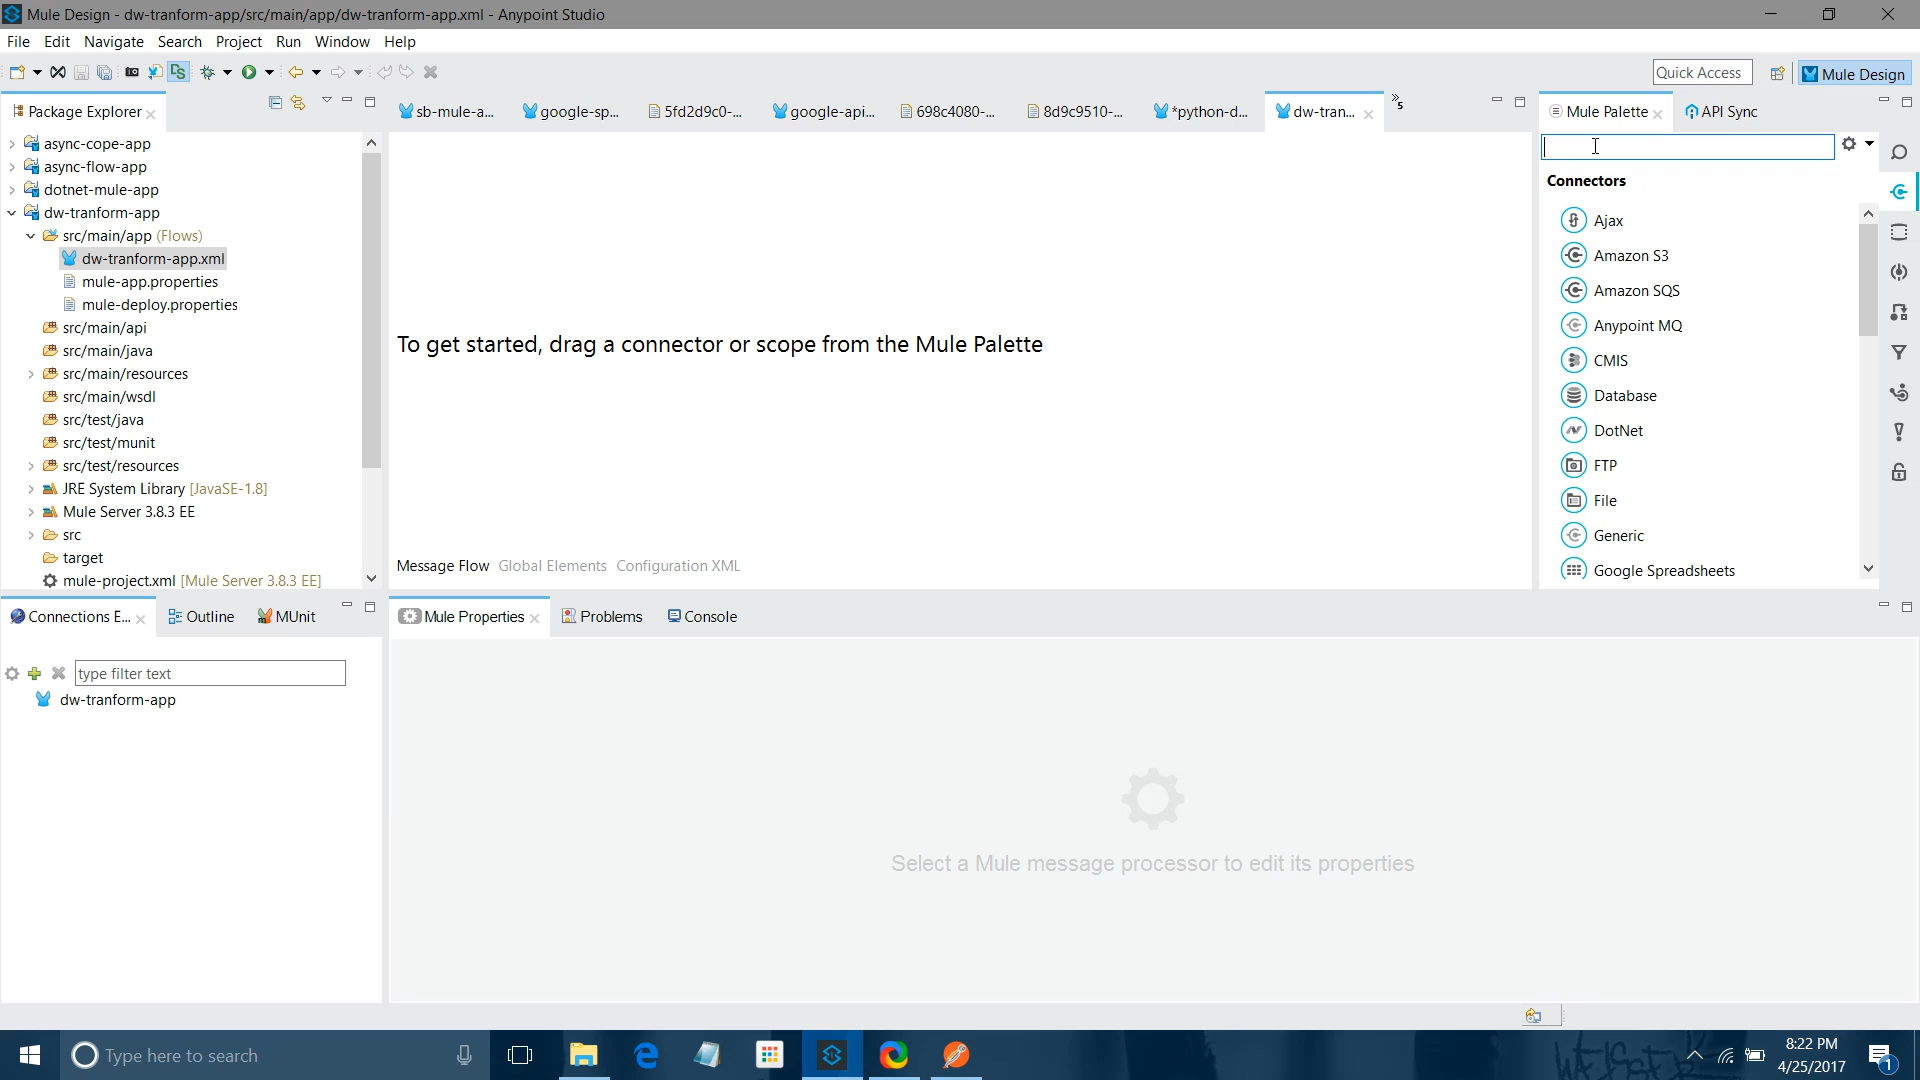 Mule Design - dw-tranform-app/src/main/app/dw-tranform-app.xml - Anypoint Studio
File Edit Navigate Search Project Run Window Help
Quick Access Mule Design
Package Explorer
sb-mule-a... google-sp... 5fd2d9c0-... google-api... 698c4080-... 8d9c9510-... *python-d... dw-tran... »5
Mule Palette API Sync
async-cope-app
async-flow-app
dotnet-mule-app
dw-tranform-app
src/main/app (Flows)
dw-tranform-app.xml
mule-app.properties
mule-deploy.properties
src/main/api
src/main/java
src/main/resources
src/main/wsdl
src/test/java
src/test/munit
src/test/resources
JRE System Library [JavaSE-1.8]
Mule Server 3.8.3 EE
src
target
mule-project.xml [Mule Server 3.8.3 EE]
To get started, drag a connector or scope from the Mule Palette
Message Flow Global Elements Configuration XML
Connectors
Ajax
Amazon S3
Amazon SQS
Anypoint MQ
CMIS
Database
DotNet
FTP
File
Generic
Google Spreadsheets
Connections E... Outline MUnit
type filter text
dw-tranform-app
Mule Properties Problems Console
Select a Mule message processor to edit its properties
Type here to search
8:22 PM
4/25/2017
1